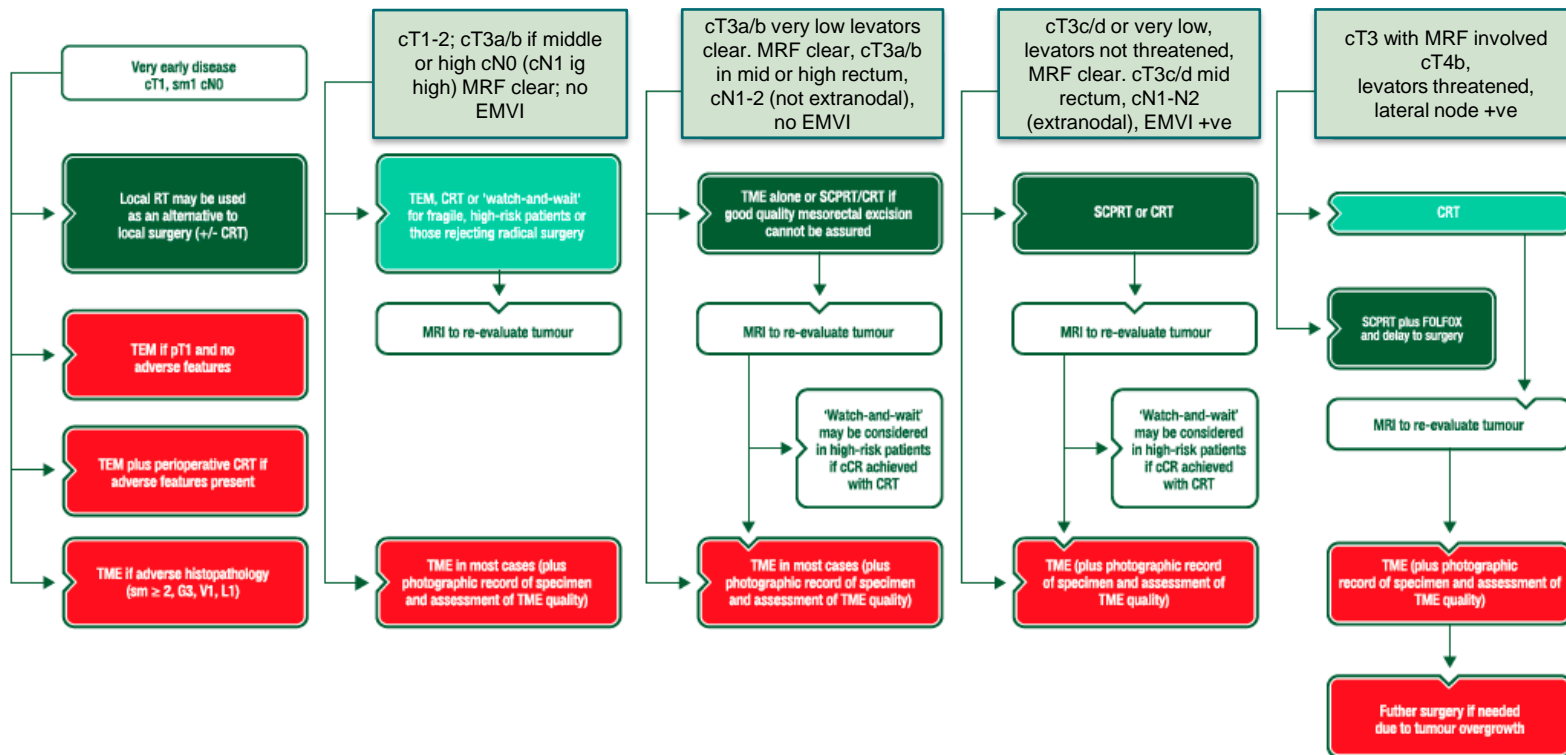 Very early disease
cT1, sm1 cN0
Local RT may be used
as an alternative to
local surgery (+/- CRT)
TEM if pT1 and no
adverse features
TEM plus perioperative CRT if
adverse features present
TME if adverse histopathology
(sm ≥ 2, G3, V1, L1)
cT1-2; cT3a/b if middle
or high cN0 (cN1 ig
high) MRF clear; no
EMVI
TEM, CRT or 'watch-and-wait'
for fragile, high-risk patients or
those rejecting radical surgery
MRI to re-evaluate tumour
TME in most cases (plus
photographic record of specimen
and assessment of TME quality)
cT3a/b very low levators
clear. MRF clear, cT3a/b
in mid or high rectum,
cN1-2 (not extranodal),
no EMVI
TME alone or SCPRT/CRT if
good quality mesorectal excision
cannot be assured
MRI to re-evaluate tumour
'Watch-and-wait'
may be considered
in high-risk patients
if cCR achieved
with CRT
TME in most cases (plus
photographic record of specimen
and assessment of TME quality)
cT3c/d or very low,
levators not threatened,
MRF clear. cT3c/d mid
rectum, cN1-N2
(extranodal), EMVI +ve
SCPRT or CRT
MRI to re-evaluate tumour
'Watch-and-wait'
may be considered
in high-risk patients
if cCR achieved
with CRT
TME (plus photographic record
of specimen and assessment of
TME quality)
cT3 with MRF involved
cT4b,
levators threatened,
lateral node +ve
CRT
SCPRT plus FOLFOX
and delay to surgery
MRI to re-evaluate tumour
TME (plus photographic
record of specimen and assessment of
TME quality)
Futher surgery if needed
due to tumour overgrowth